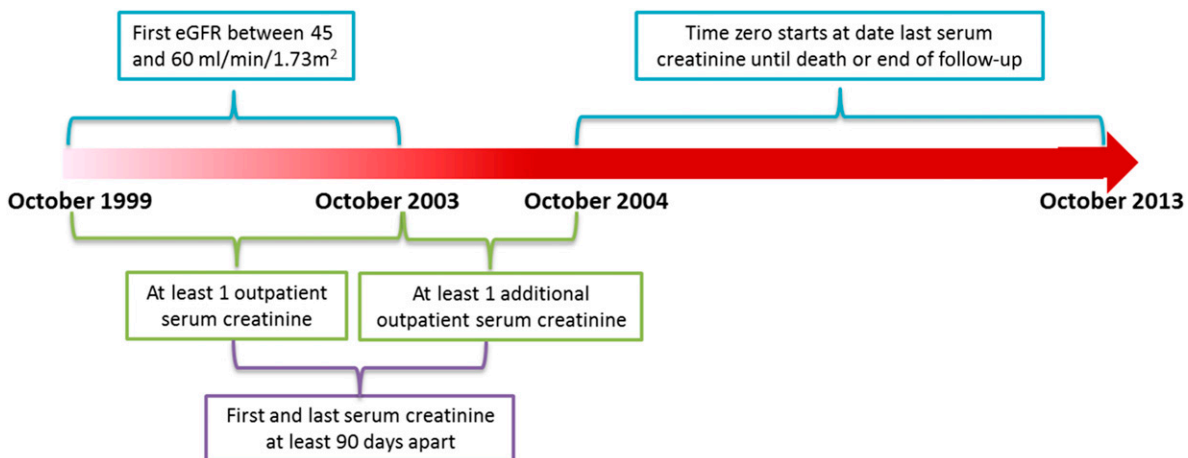 First eGFR between 45
and 60 ml/min/1.73m²
Time zero starts at date last serum
creatinine until death or end of follow-up
October 1999
October 2003
October 2004
October 2013
At least 1 outpatient
serum creatinine
At least 1 additional
outpatient serum creatinine
First and last serum creatinine
at least 90 days apart